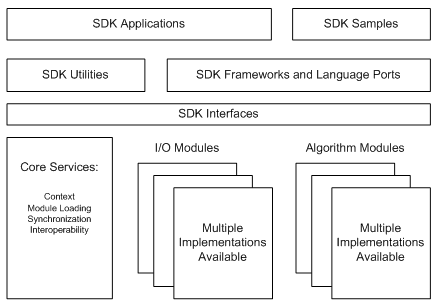 SDK Applications
SDK Samples
SDK Utilities
SDK Frameworks and Language Ports
SDK Interfaces
Core Services:
Context
Module Loading
Synchronization
Interoperability
I/O Modules
Multiple
Implementations
Available
Algorithm Modules
Multiple
Implementations
Available